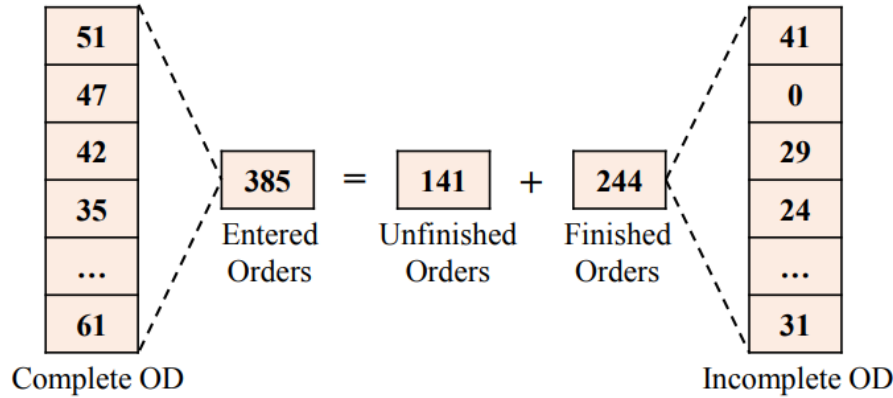 51
47
42
35
...
61
Complete OD
385
Entered
Orders
=
141
Unfinished
Orders
+
244
Finished
Orders
41
0
29
24
...
31
Incomplete OD